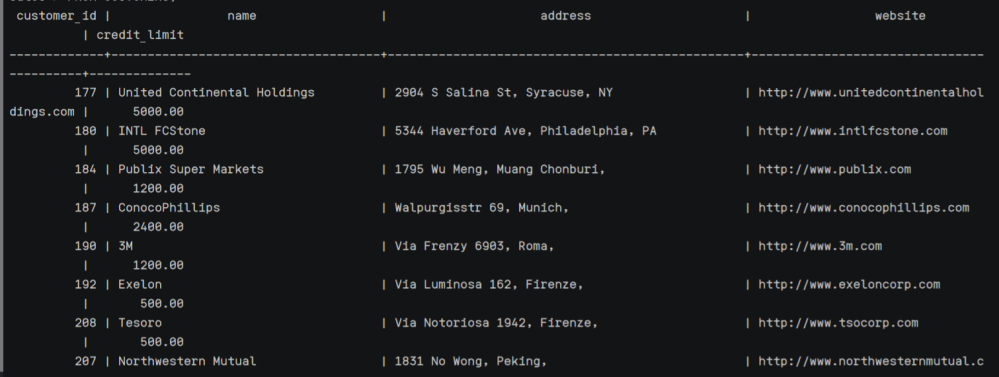 customer_id | name | address | website
| credit_limit
-------------+-------------------------------------+-------------------------------------------------+--------------------------------
----------+--------------
177 | United Continental Holdings | 2904 S Salina St, Syracuse, NY | http://www.unitedcontinentalhol
dings.com | 5000.00
180 | INTL FCStone | 5344 Haverford Ave, Philadelphia, PA | http://www.intlfcstone.com
| 5000.00
184 | Publix Super Markets | 1795 Wu Meng, Muang Chonburi, | http://www.publix.com
| 1200.00
187 | ConocoPhillips | Walpurgisstr 69, Munich, | http://www.conocophillips.com
| 2400.00
190 | 3M | Via Frenzy 6903, Roma, | http://www.3m.com
| 1200.00
192 | Exelon | Via Luminosa 162, Firenze, | http://www.exeloncorp.com
| 500.00
208 | Tesoro | Via Notoriosa 1942, Firenze, | http://www.tsocorp.com
| 500.00
207 | Northwestern Mutual | 1831 No Wong, Peking, | http://www.northwesternmutual.c